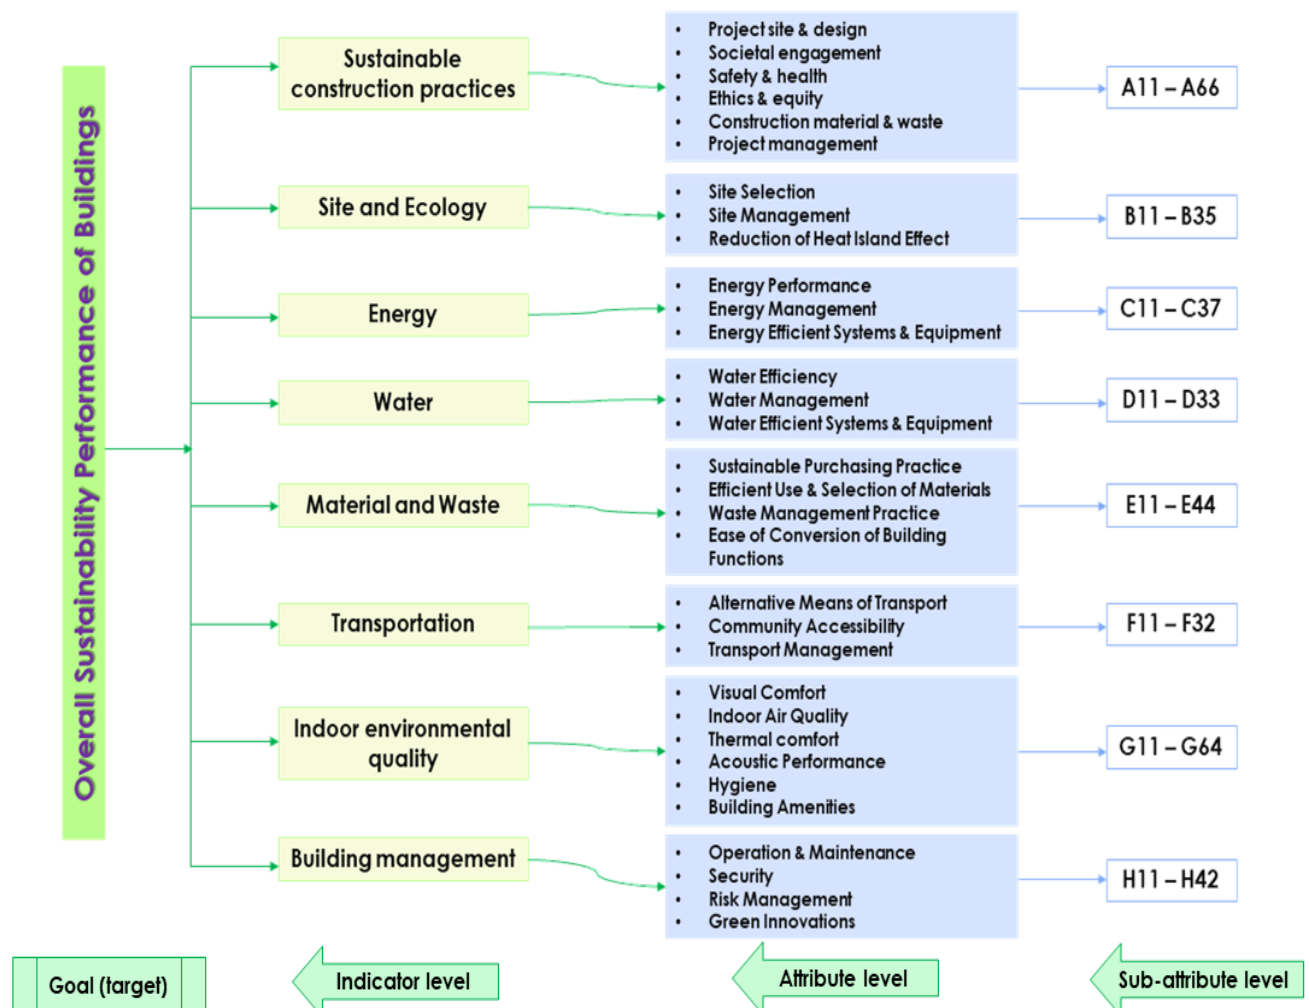 Overall Sustainability Performance of Buildings
Sustainable
construction practices
• Project site & design
• Societal engagement
• Safety & health
• Ethics & equity
• Construction material & waste
• Project management
A11 – A66
Site and Ecology
• Site Selection
• Site Management
• Reduction of Heat Island Effect
B11 – B35
Energy
• Energy Performance
• Energy Management
• Energy Efficient Systems & Equipment
C11 – C37
Water
• Water Efficiency
• Water Management
• Water Efficient Systems & Equipment
D11 – D33
Material and Waste
• Sustainable Purchasing Practice
• Efficient Use & Selection of Materials
• Waste Management Practice
• Ease of Conversion of Building
Functions
E11 – E44
Transportation
• Alternative Means of Transport
• Community Accessibility
• Transport Management
F11 – F32
Indoor environmental
quality
• Visual Comfort
• Indoor Air Quality
• Thermal comfort
• Acoustic Performance
• Hygiene
• Building Amenities
G11 – G64
Building management
• Operation & Maintenance
• Security
• Risk Management
• Green Innovations
H11 – H42
Goal (target)
Indicator level
Attribute level
Sub-attribute level